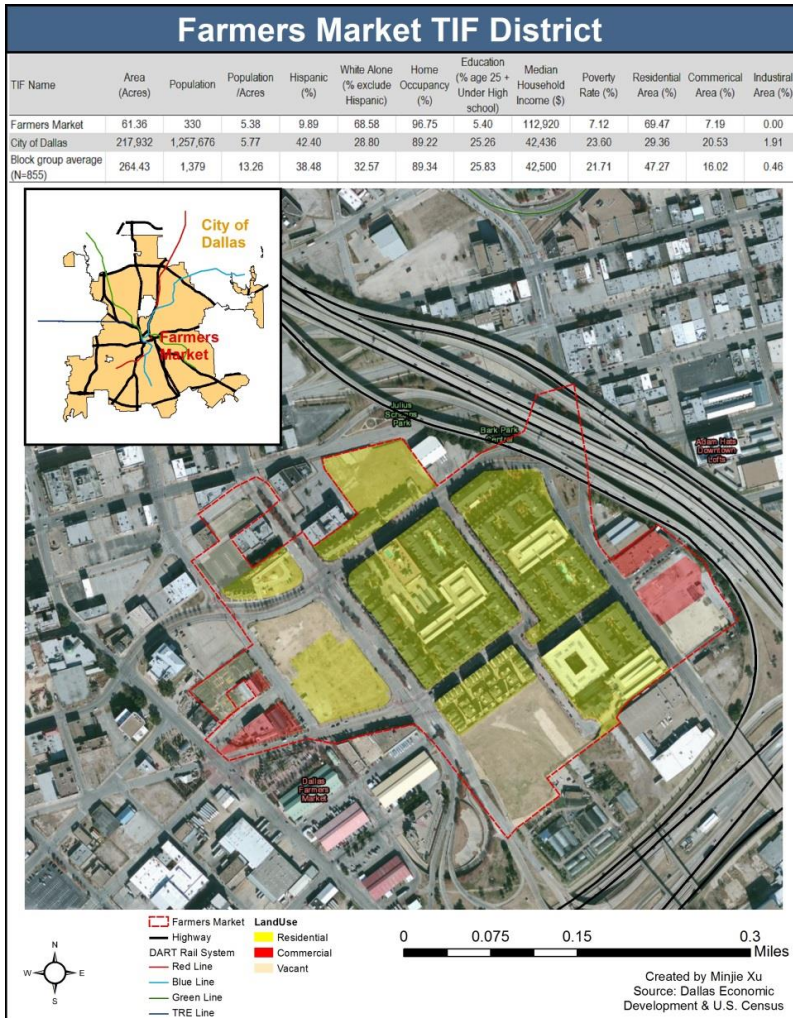 Farmers Market TIF District
TIF Name Area (Acres) Population Population /Acres Hispanic (%) White Alone (% exclude Hispanic) Home Occupancy (%) Education (% age 25 + Under High school) Median Household Income ($) Poverty Rate (%) Residential Area (%) Commerical Area (%) Industiral Area (%)
Farmers Market 61.36 330 5.38 9.89 68.58 96.75 5.40 112,920 7.12 69.47 7.19 0.00
City of Dallas 217,932 1,257,676 5.77 42.40 28.80 89.22 25.26 42,436 23.60 29.36 20.53 1.91
Block group average (N=855) 264.43 1,379 13.26 38.48 32.57 89.34 25.83 42,500 21.71 47.27 16.02 0.46
City of
Dallas
Farmers
Market
Julius
Schepps
Park
Bark Park
Central
Adam Hats
Downtown
Lofts
Dallas
Farmers
Market
N
W E
S
Farmers Market
Highway
DART Rail System
Red Line
Blue Line
Green Line
TRE Line
LandUse
Residential
Commercial
Vacant
0 0.075 0.15 0.3
Miles
Created by Minjie Xu
Source: Dallas Economic
Development & U.S. Census